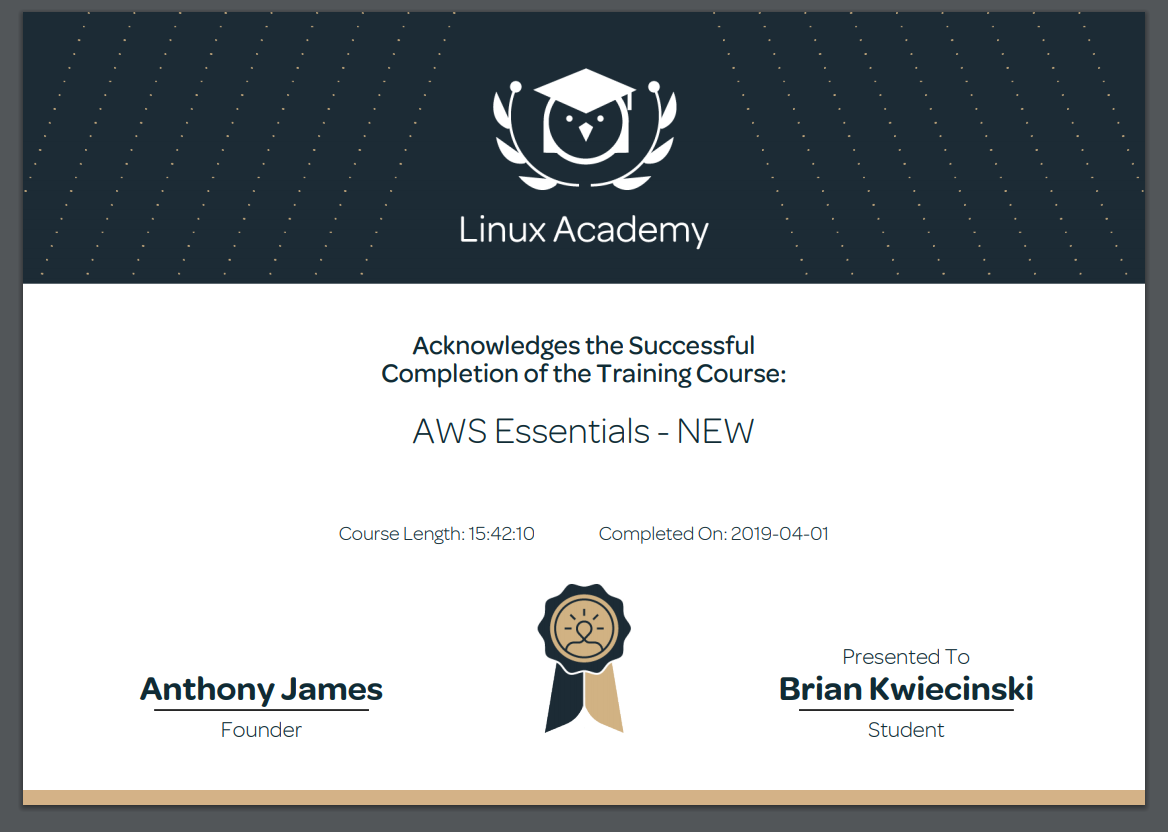 Linux Academy
Acknowledges the Successful
Completion of the Training Course:
AWS Essentials - NEW
Course Length: 15:42:10
Completed On: 2019-04-01
Anthony James
Founder
Presented To
Brian Kwiecinski
Student